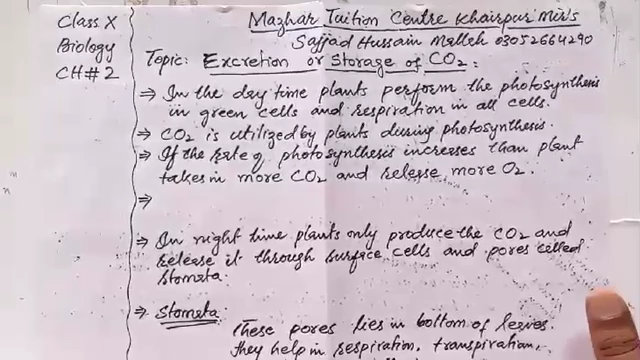 Class X
Mazhar Tuition Centre Khairpur Mir's
Biology
Sajjad Hussain Malleh 03052664290
CH#2
Topic: Excretion or Storage of CO2:
⇒ In the day time plants perform the photosynthesis
in green cells and respiration in all cells.
⇒ CO2 is utilized by plants during photosynthesis.
⇒ If the rate of photosynthesis increases than plant
takes in more CO2 and release more O2.
⇒
⇒ In night time plants only produce the CO2 and
release it through surface cells and pores called
stomata.
⇒ Stomata
These pores lies in bottom of leaves.
They help in respiration, transpiration,